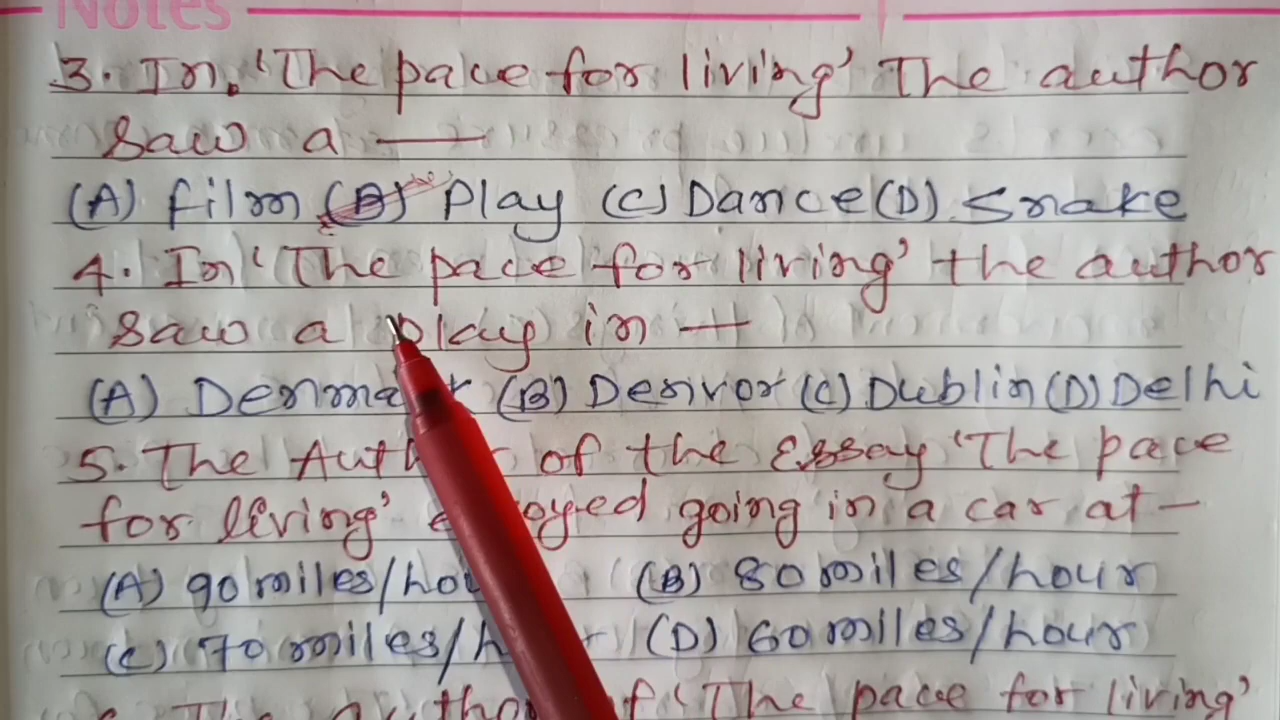 Notes
3. In. 'The pace for living' The author
saw a —
(A) film (B) Play (C) Dance (D) Snake
4. In 'The pace for living' the author
saw a play in —
(A) (B) Denvor (C) Dublin (D) Delhi
5. The of the Essay 'The pace
for living' going in a car at —
(A) 90 miles/ (B) 80 miles/hour
(C) 70 miles/ (D) 60 miles/hour
'The pace for living'